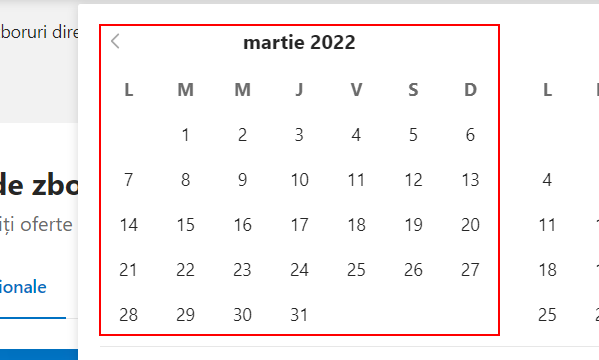 boruri dire
martie 2022
L M M J V S D L
1 2 3 4 5 6
7 8 9 10 11 12 13 4
14 15 16 17 18 19 20 11
21 22 23 24 25 26 27 18
28 29 30 31 25
de zbo
iți oferte
ionale